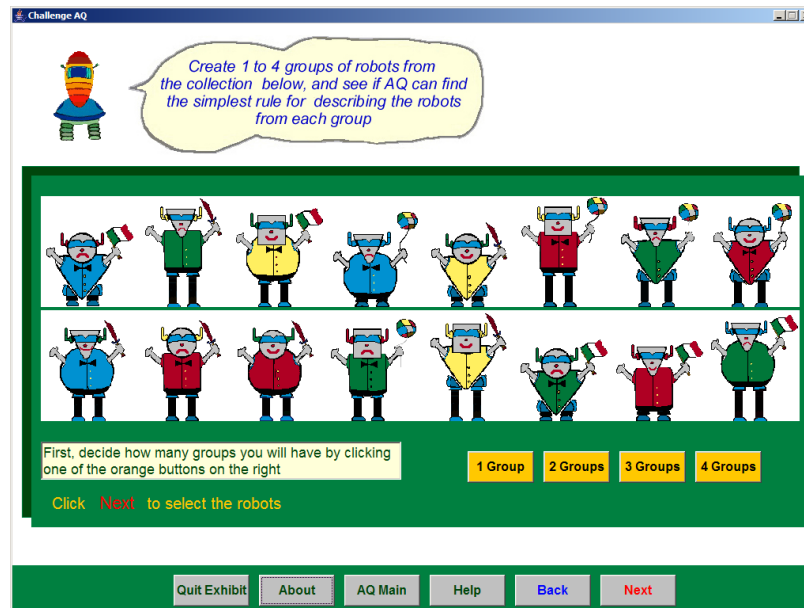 Challenge AQ
Create 1 to 4 groups of robots from
the collection below, and see if AQ can find
the simplest rule for describing the robots
from each group
First, decide how many groups you will have by clicking
one of the orange buttons on the right
1 Group 2 Groups 3 Groups 4 Groups
Click Next to select the robots
Quit Exhibit About AQ Main Help Back Next